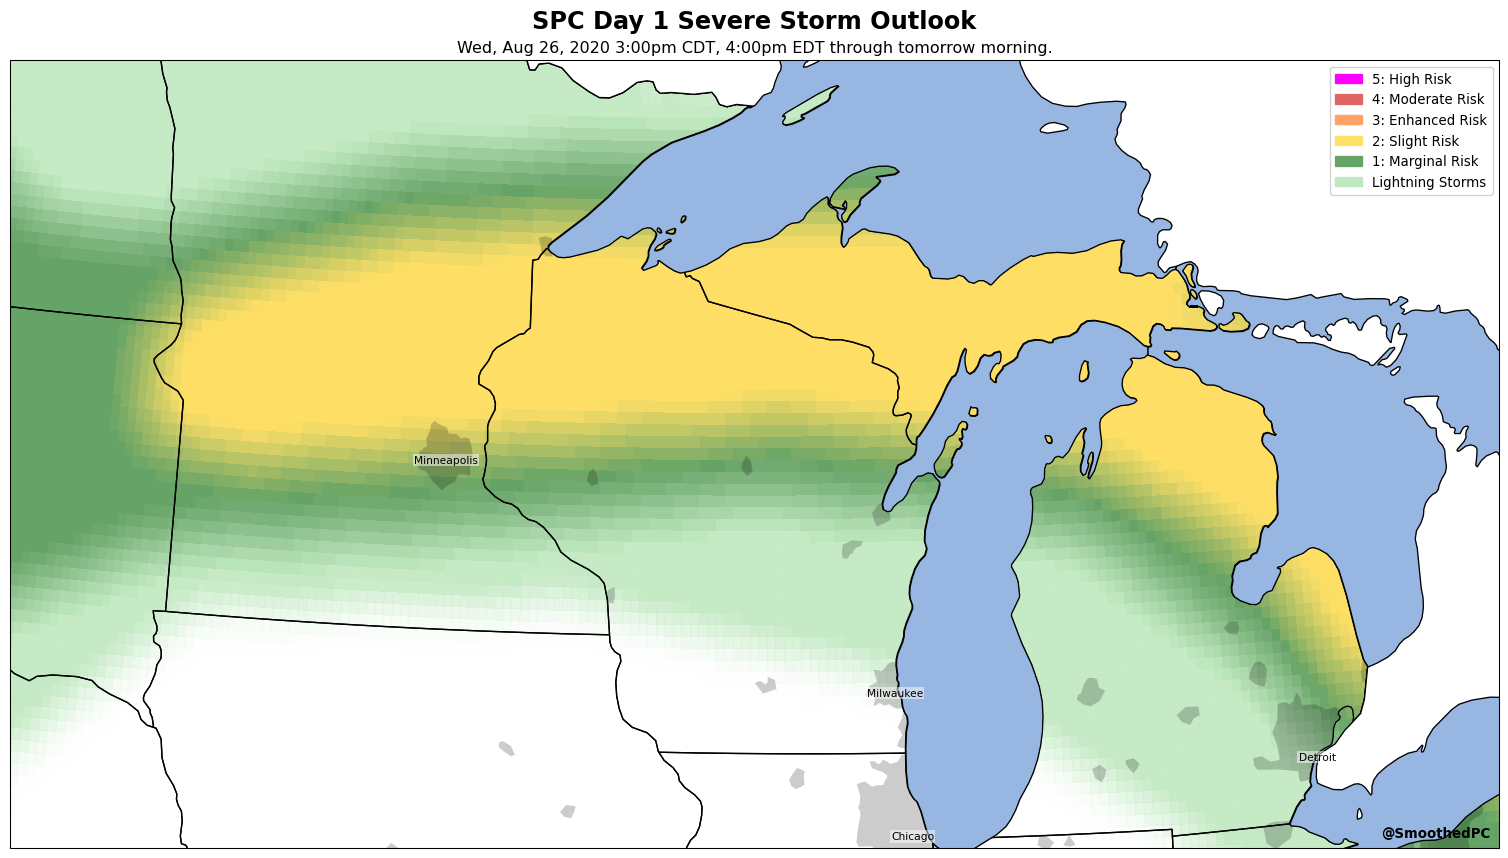 SPC Day 1 Severe Storm Outlook
Wed, Aug 26, 2020 3:00pm CDT, 4:00pm EDT through tomorrow morning.
5: High Risk
4: Moderate Risk
3: Enhanced Risk
2: Slight Risk
1: Marginal Risk
Lightning Storms
Minneapolis
Milwaukee
Detroit
Chicago
@SmoothedPC